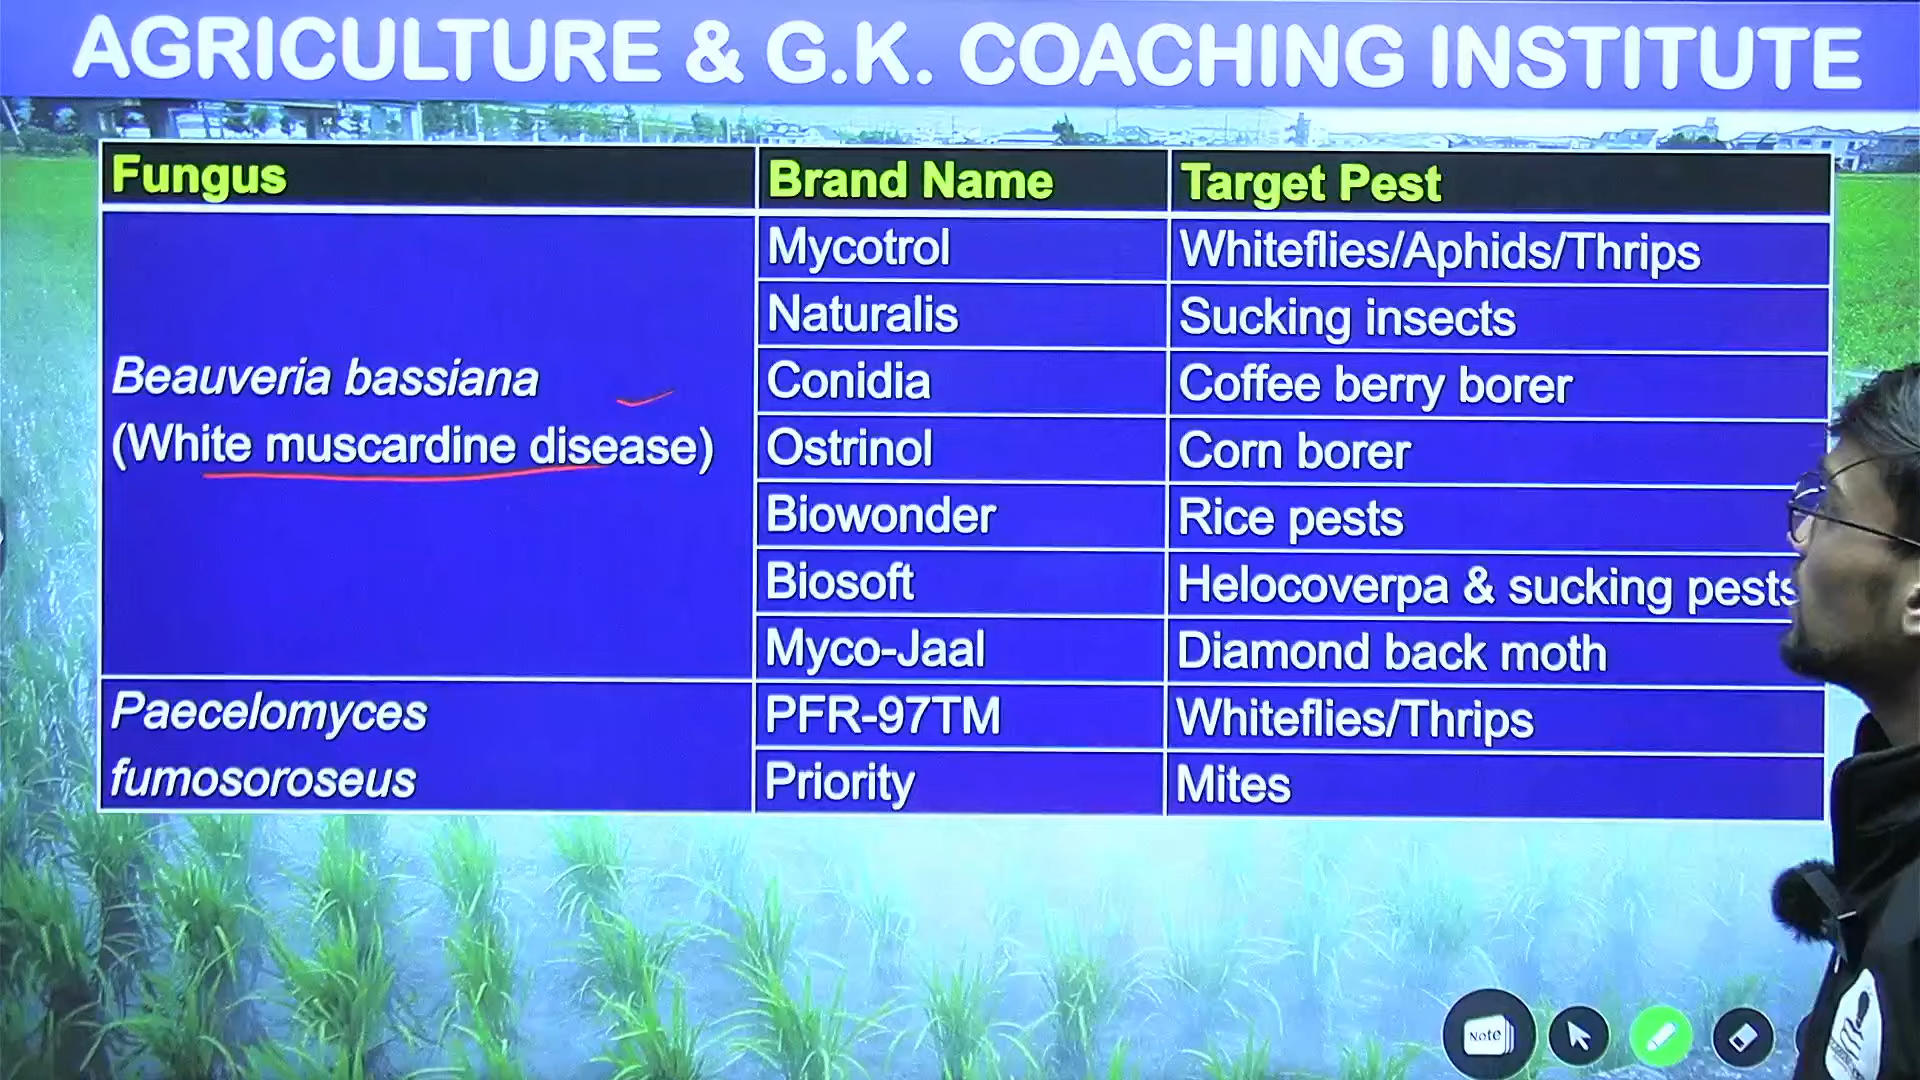 AGRICULTURE & G.K. COACHING INSTITUTE
Fungus Brand Name Target Pest
Beauveria bassiana
(White muscardine disease)
Mycotrol Whiteflies/Aphids/Thrips
Naturalis Sucking insects
Conidia Coffee berry borer
Ostrinol Corn borer
Biowonder Rice pests
Biosoft Helocoverpa & sucking pests
Myco-Jaal Diamond back moth
Paecelomyces
fumosoroseus
PFR-97TM Whiteflies/Thrips
Priority Mites
Note